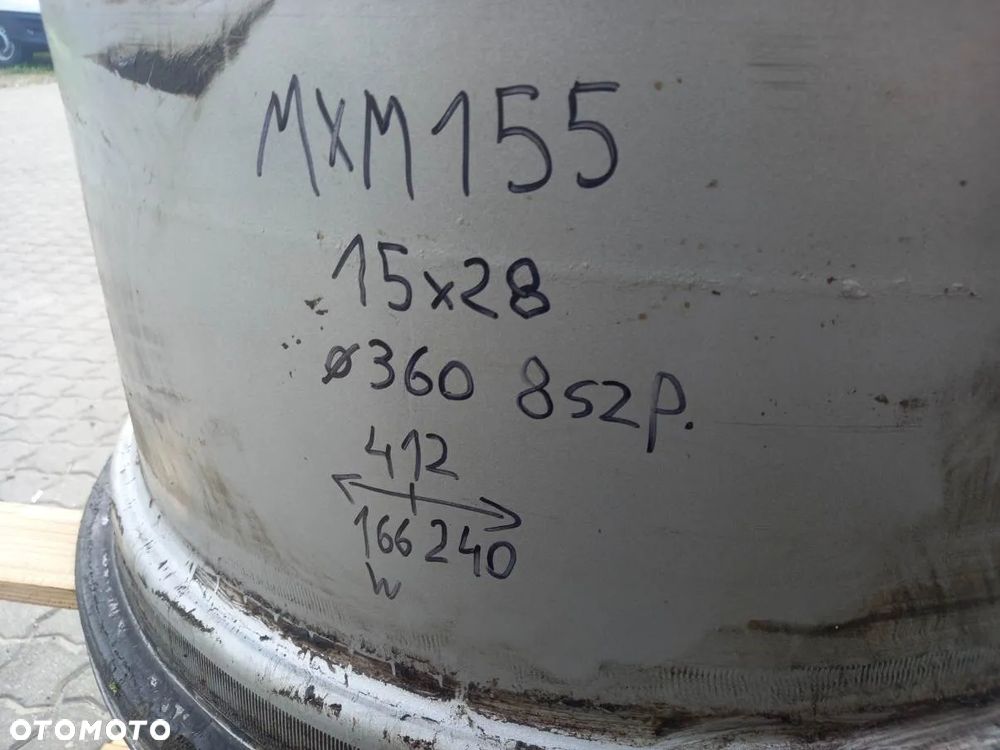 MXM155
15x28
ø360 8szp.
412
166 240
W
OTOMOTO